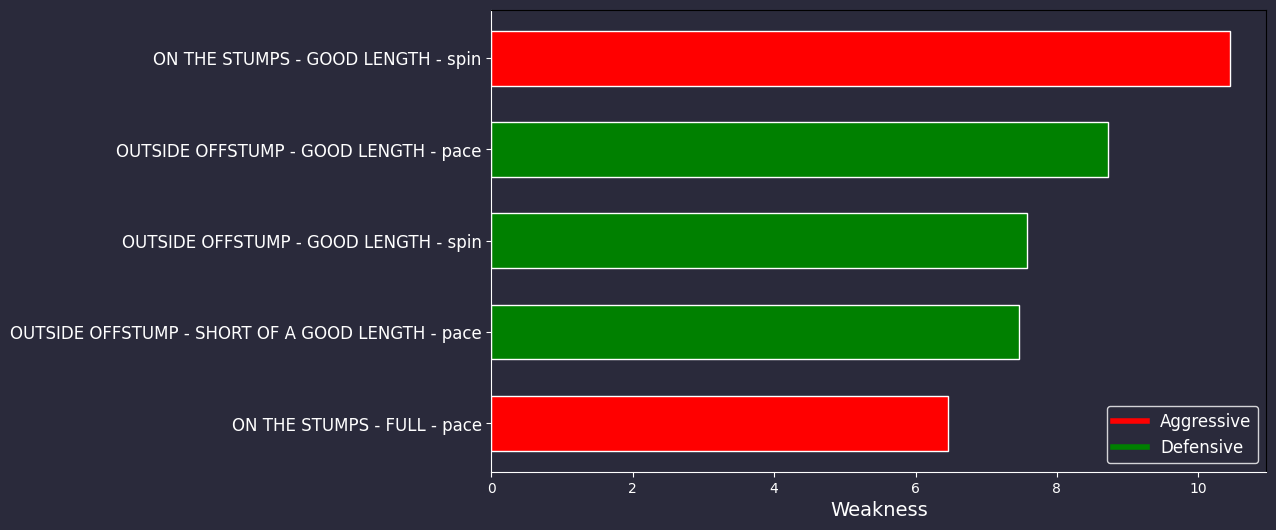 ON THE STUMPS - GOOD LENGTH - spin
OUTSIDE OFFSTUMP - GOOD LENGTH - pace
OUTSIDE OFFSTUMP - GOOD LENGTH - spin
OUTSIDE OFFSTUMP - SHORT OF A GOOD LENGTH - pace
ON THE STUMPS - FULL - pace
Aggressive
Defensive
0 2 4 6 8 10
Weakness